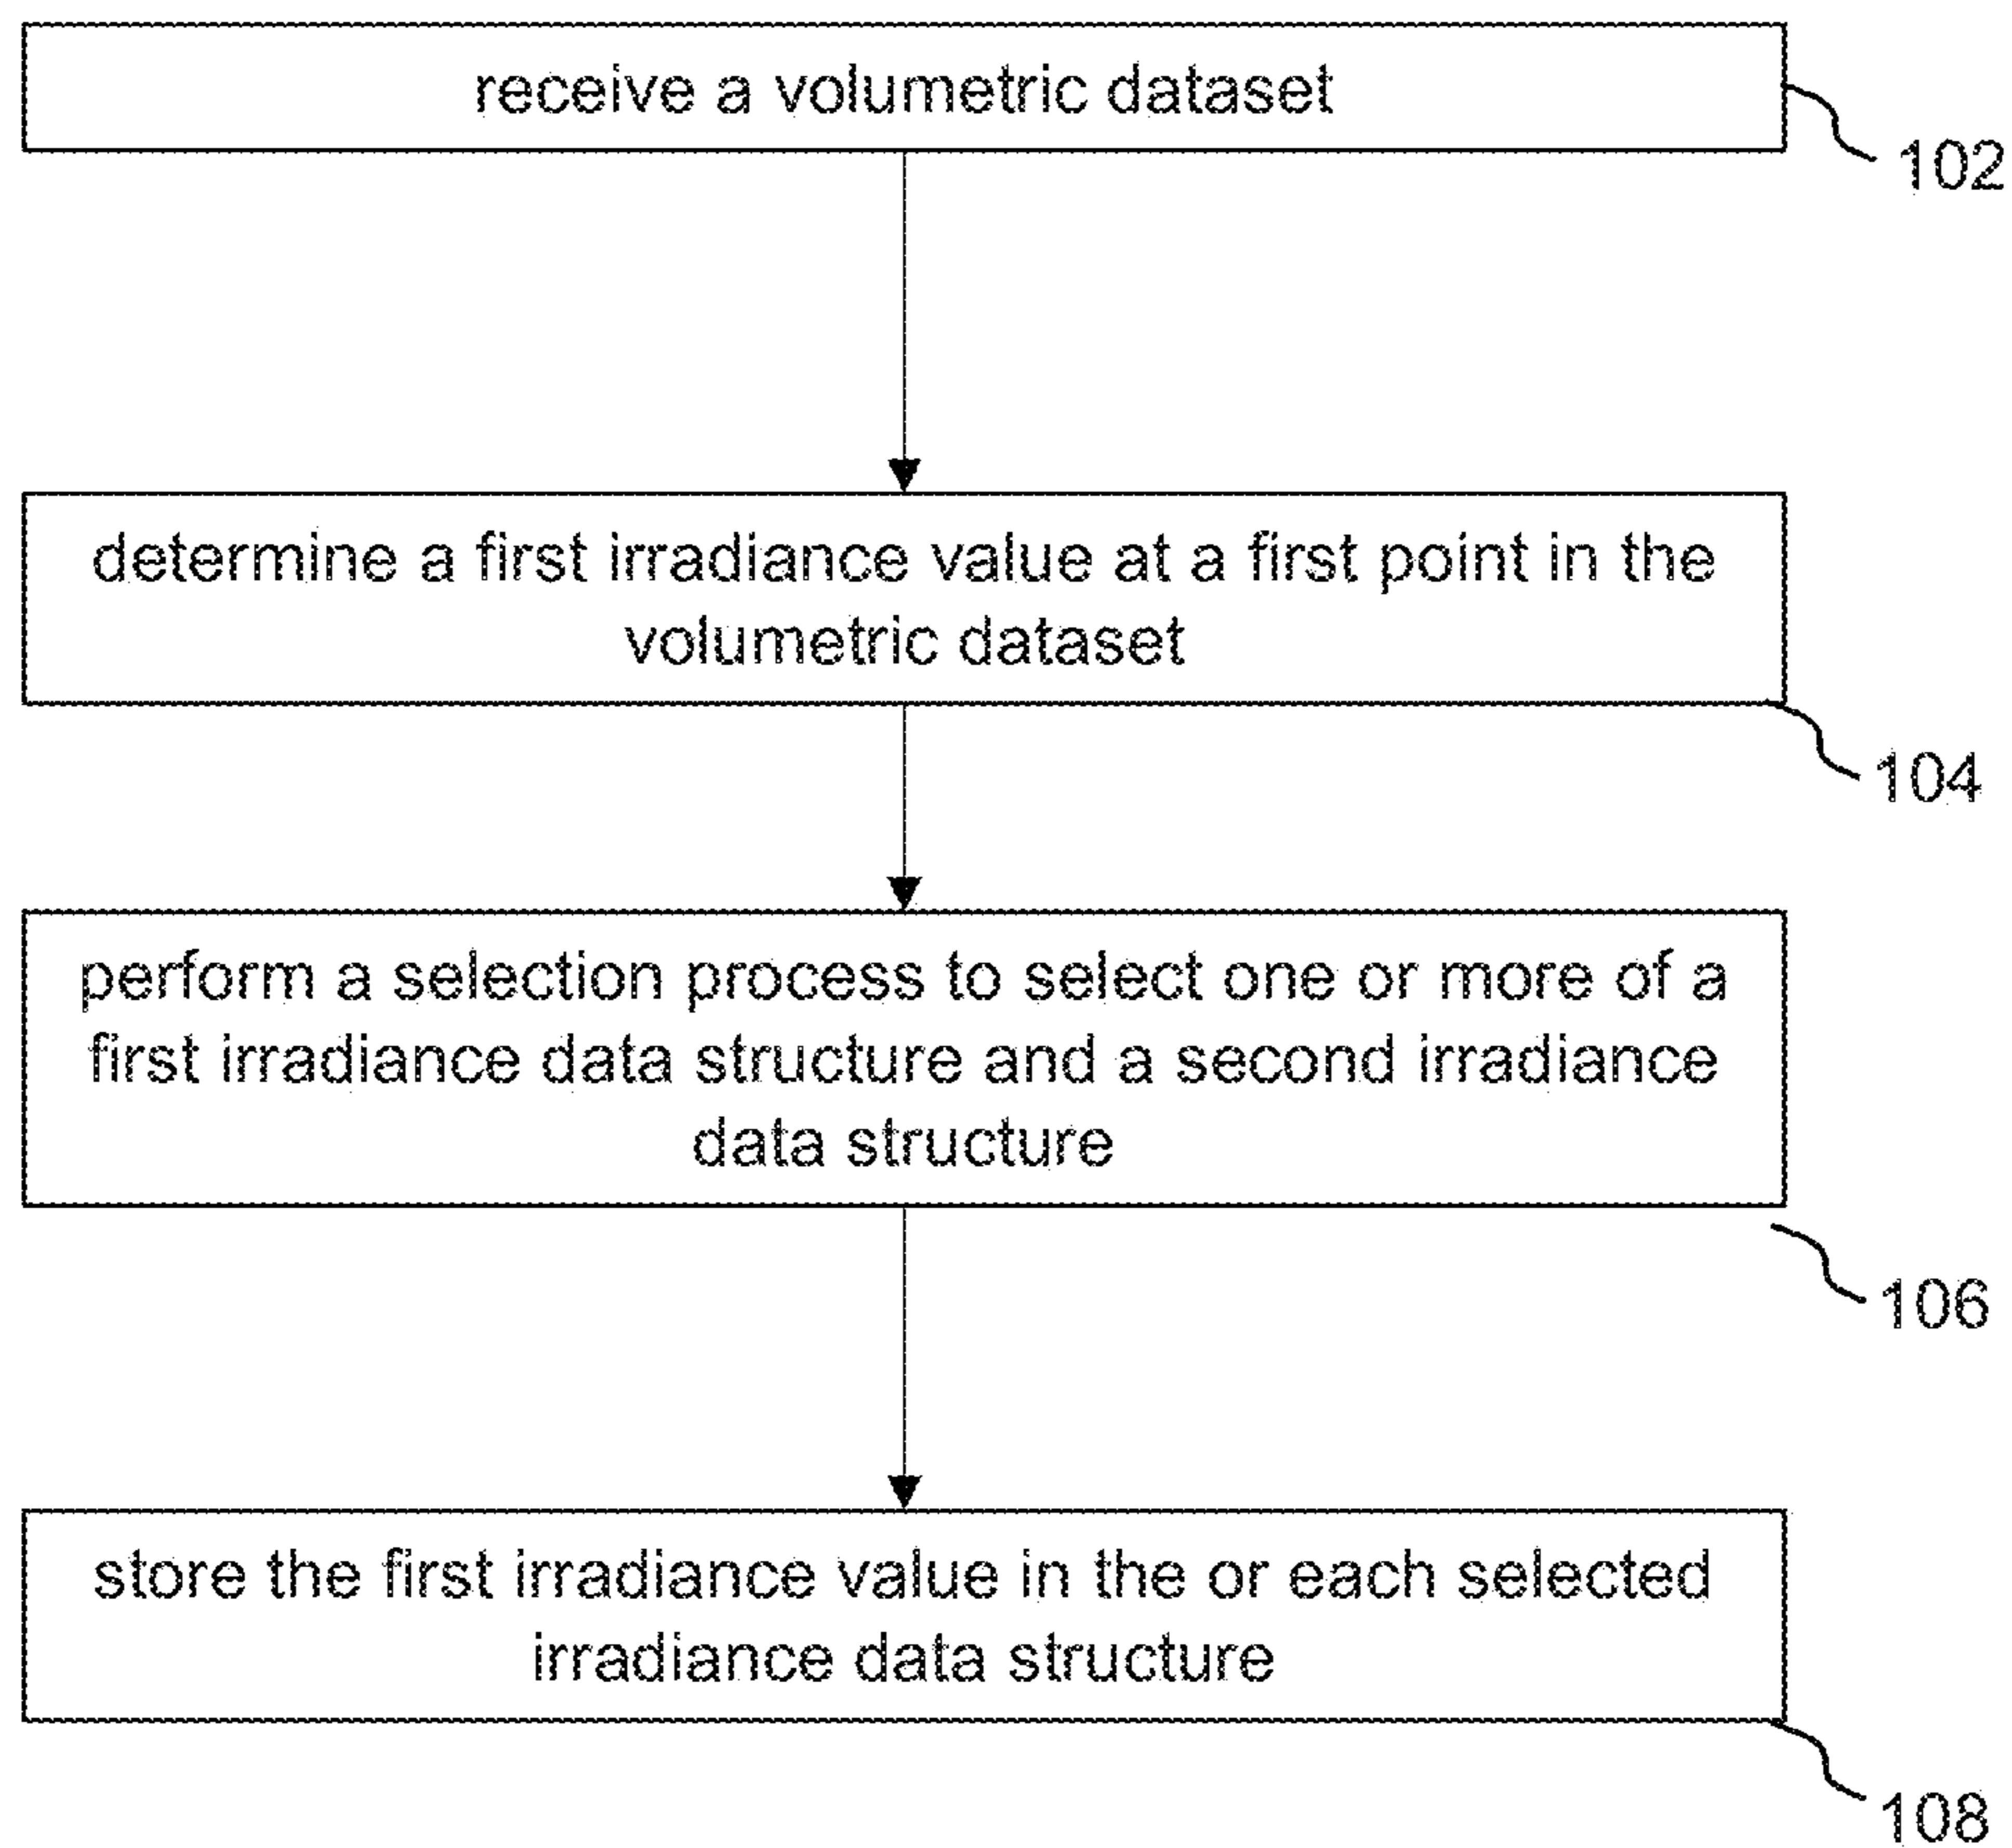 receive a volumetric dataset
102
determine a first irradiance value at a first point in the
volumetric dataset
104
perform a selection process to select one or more of a
first irradiance data structure and a second irradiance
data structure
106
store the first irradiance value in the or each selected
irradiance data structure
108